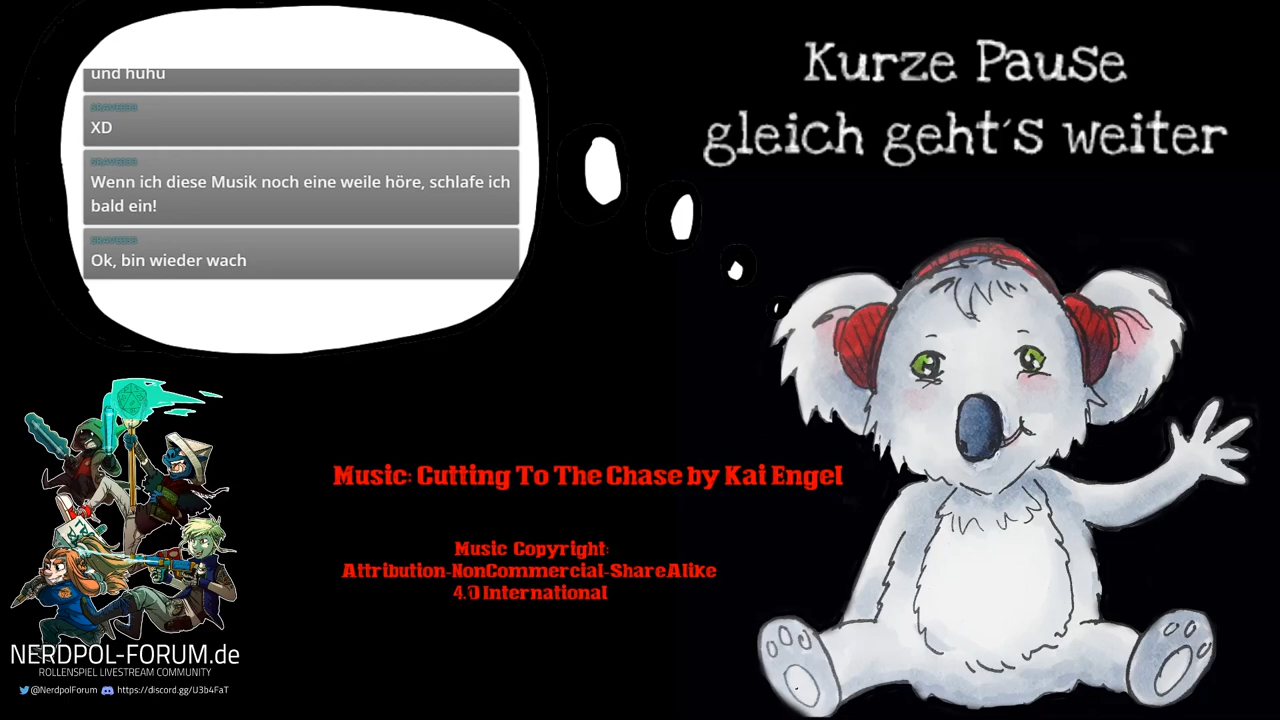 und huhu
XD
Wenn ich diese Musik noch eine weile höre, schlafe ich
bald ein!
Ok, bin wieder wach
Kurze Pause
gleich geht's weiter
Music: Cutting To The Chase by Kai Engel
Music Copyright:
Attribution-NonCommercial-ShareAlike
4.0 International
NERDPOL-FORUM.de
ROLLENSPIEL LIVESTREAM COMMUNITY
@NerdpolForum https://discord.gg/U3b4FaT